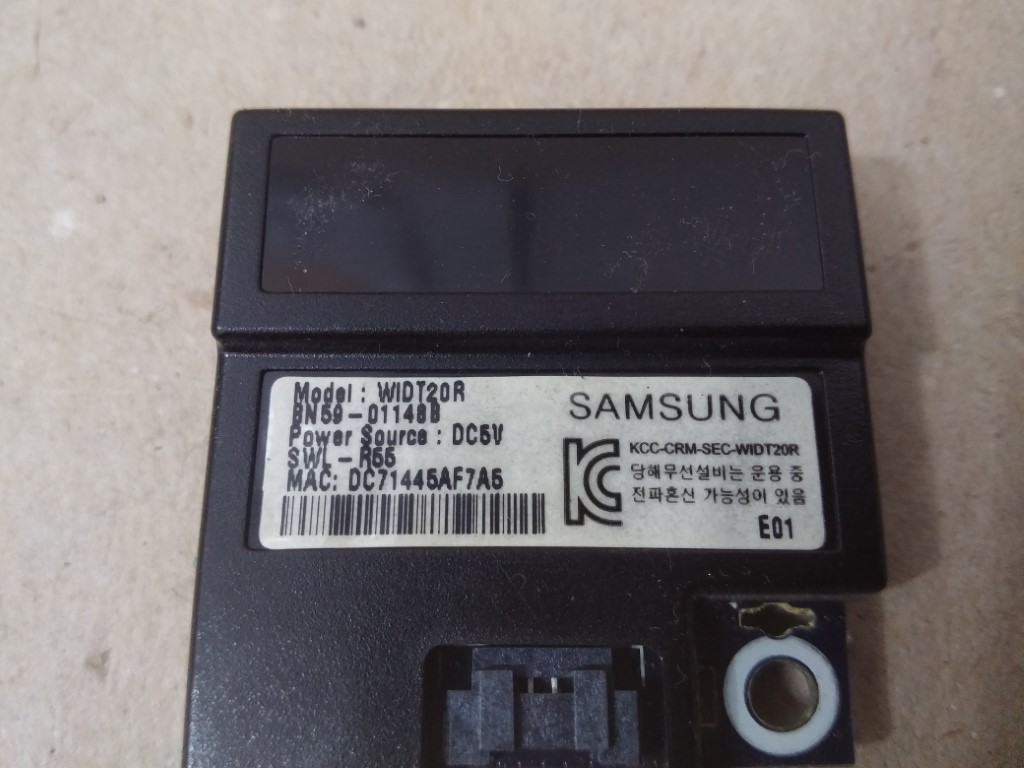 Model : WIDT20R
BN59-01148B
Power Source : DC5V
SWL-R55
MAC: DC71445AF7A5
SAMSUNG
KCC-CRM-SEC-WIDT20R
당해무선설비는 운용 중
전파혼신 가능성이 있음
E01